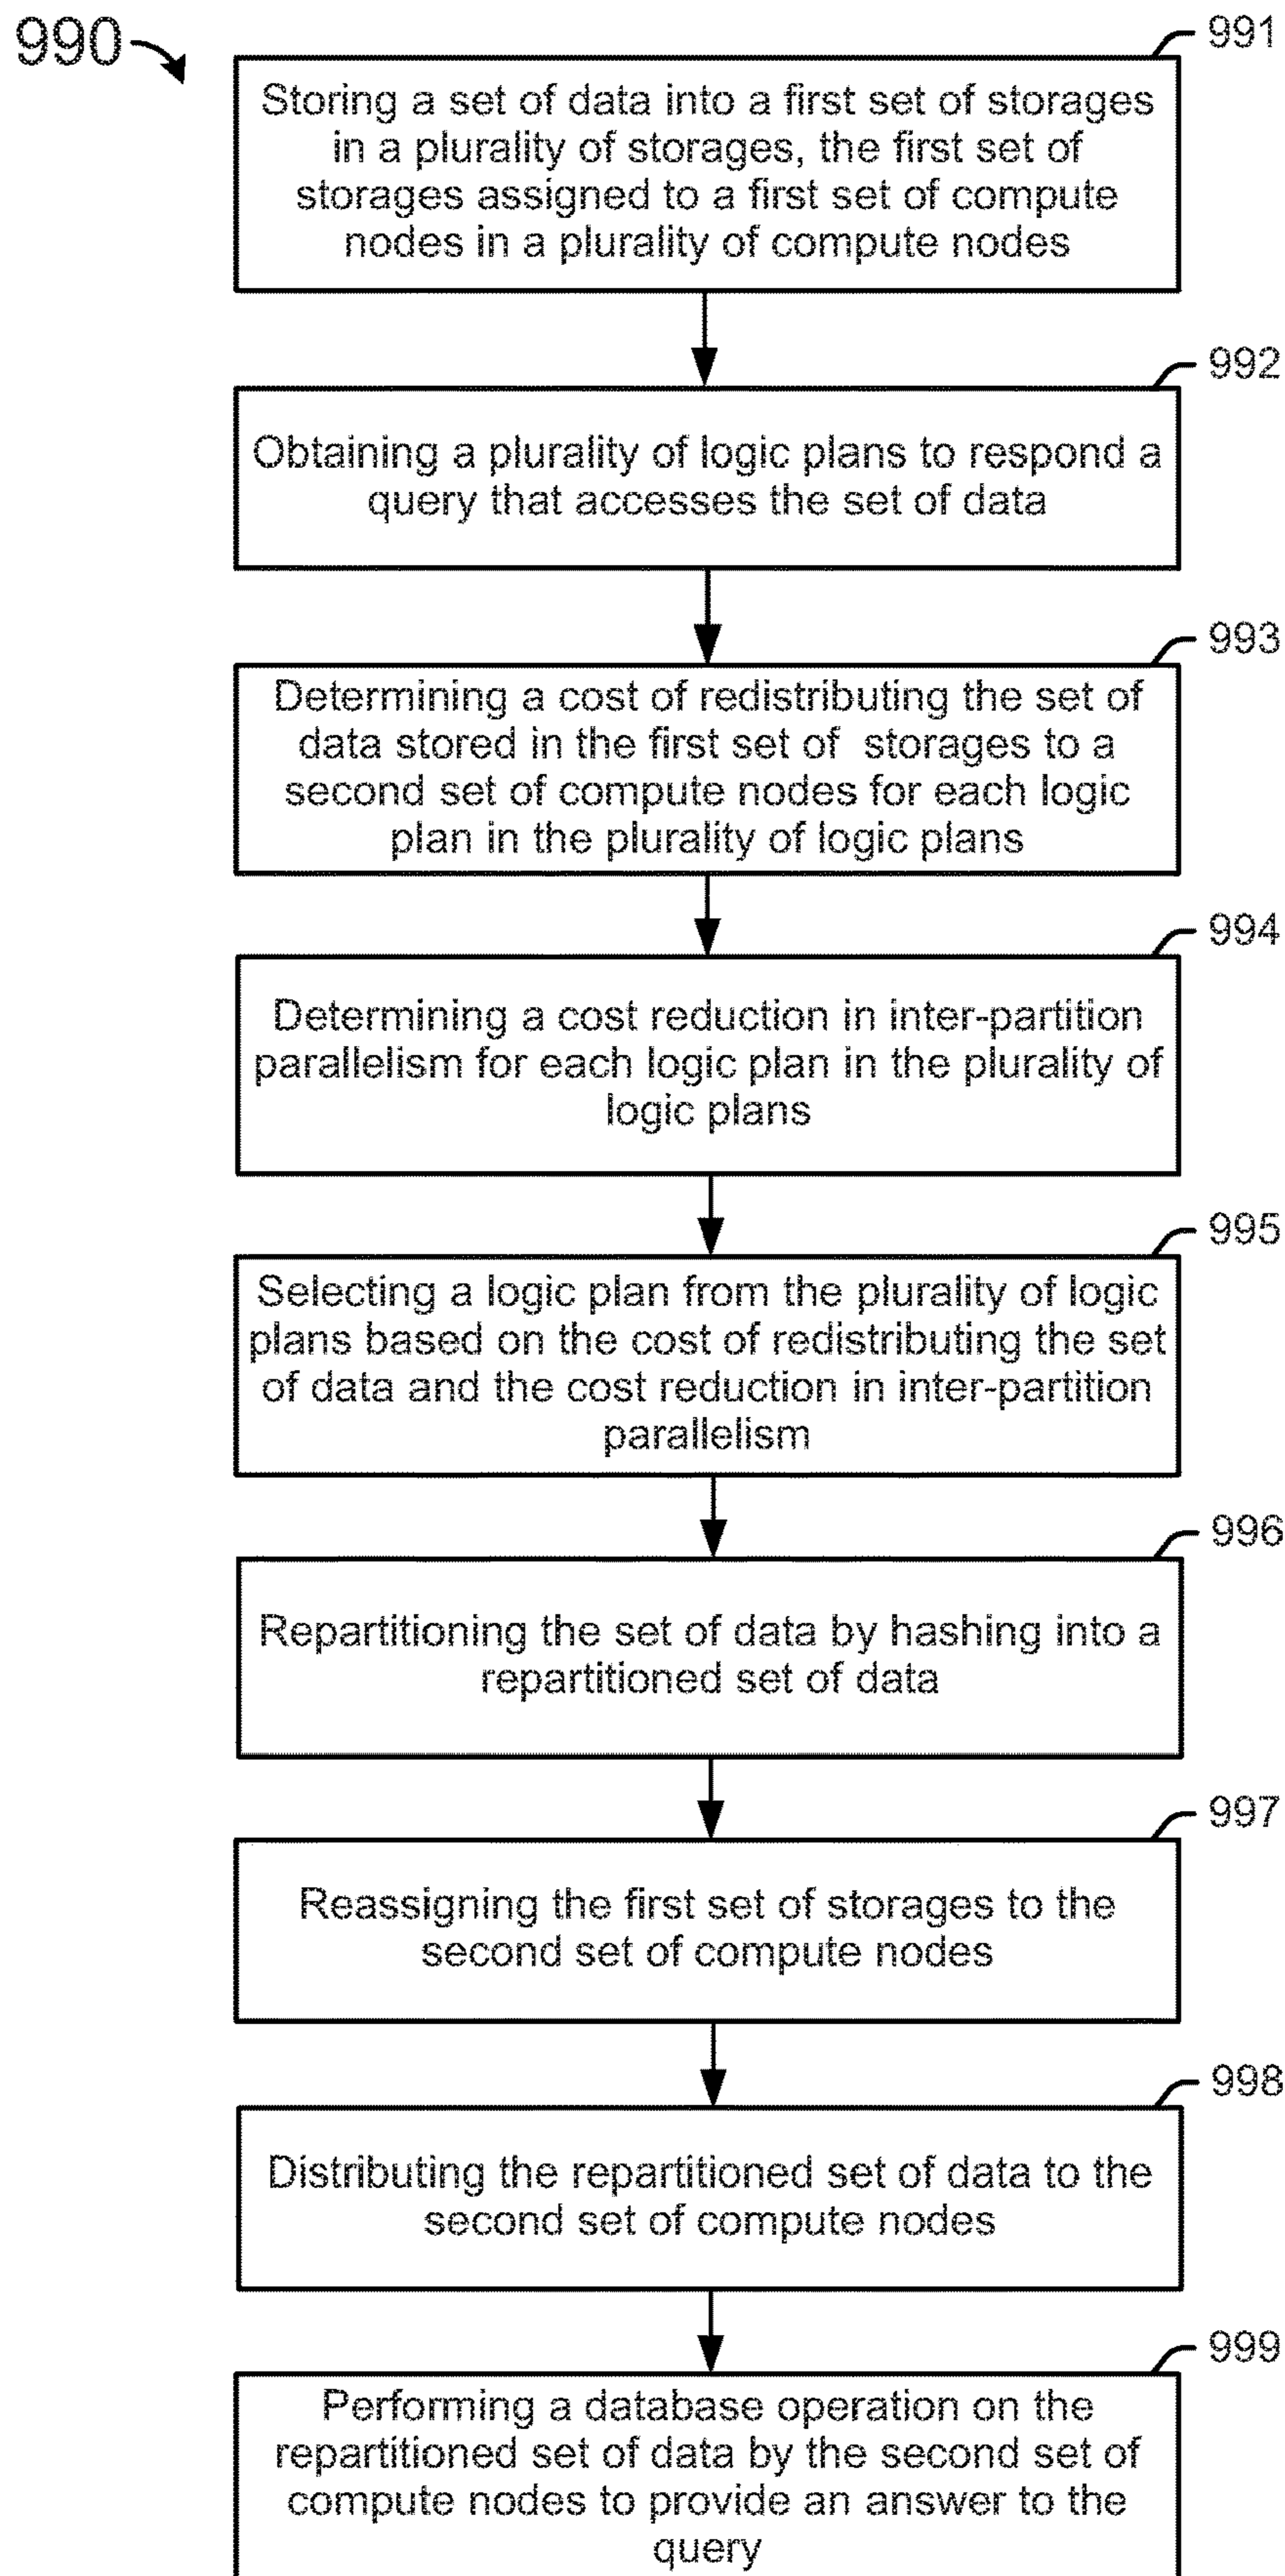 990
991
Storing a set of data into a first set of storages
in a plurality of storages, the first set of
storages assigned to a first set of compute
nodes in a plurality of compute nodes
992
Obtaining a plurality of logic plans to respond a
query that accesses the set of data
993
Determining a cost of redistributing the set of
data stored in the first set of storages to a
second set of compute nodes for each logic
plan in the plurality of logic plans
994
Determining a cost reduction in inter-partition
parallelism for each logic plan in the plurality of
logic plans
995
Selecting a logic plan from the plurality of logic
plans based on the cost of redistributing the set
of data and the cost reduction in inter-partition
parallelism
996
Repartitioning the set of data by hashing into a
repartitioned set of data
997
Reassigning the first set of storages to the
second set of compute nodes
998
Distributing the repartitioned set of data to the
second set of compute nodes
999
Performing a database operation on the
repartitioned set of data by the second set of
compute nodes to provide an answer to the
query